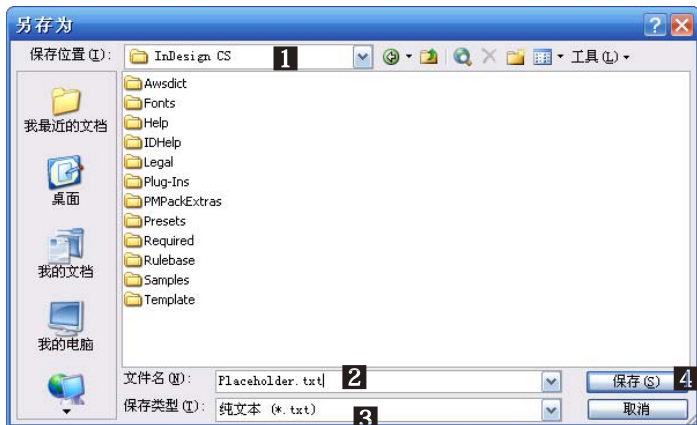 另存为
保存位置(I): InDesign CS 1 工具(L)
我最近的文档
桌面
我的文档
我的电脑
Awsdict
Fonts
Help
IDHelp
Legal
Plug-Ins
PMPackExtras
Presets
Required
Rulebase
Samples
Template
文件名(N): Placeholder.txt 2 保存(S) 4
保存类型(T): 纯文本 (*.txt) 3 取消